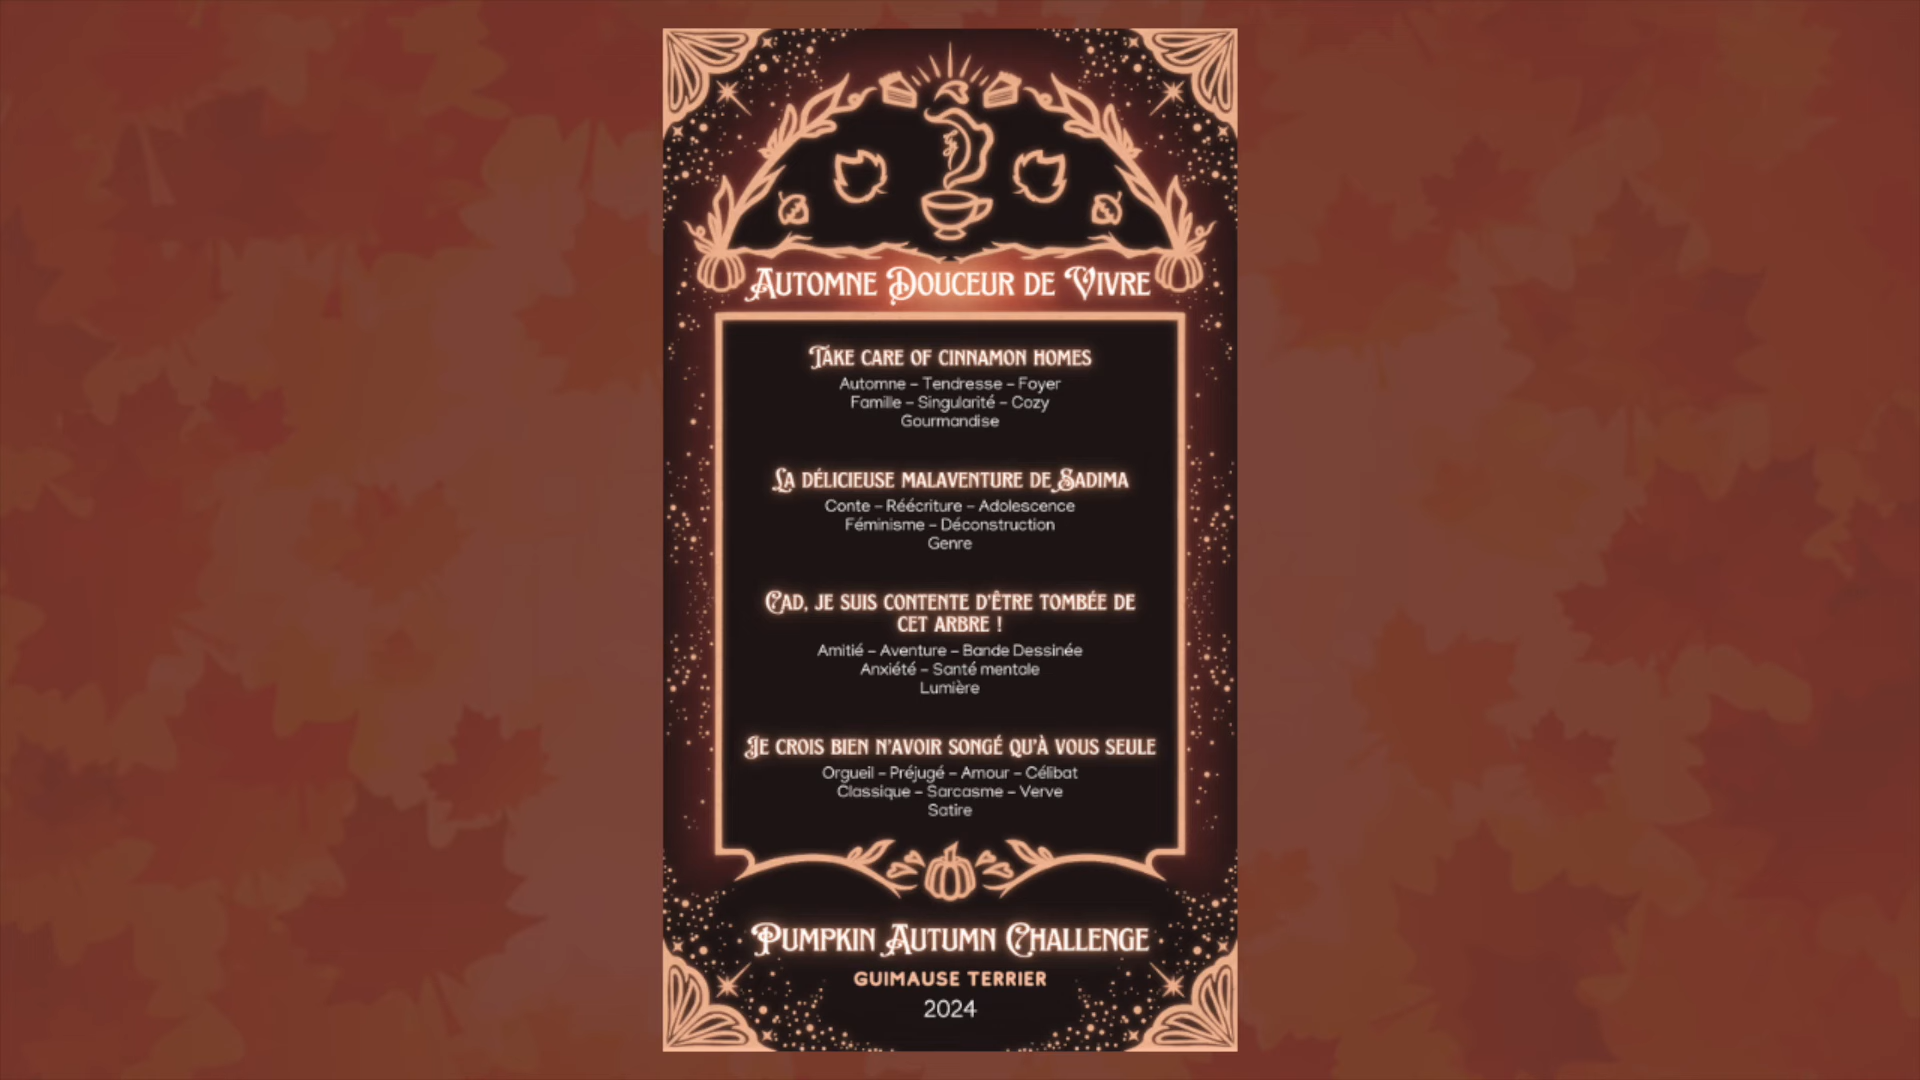 Automne Douceur de Vivre
Take care of cinnamon homes
Automne – Tendresse – Foyer
Famille – Singularité – Cozy
Gourmandise
La délicieuse malaventure de Sadima
Conte – Réécriture – Adolescence
Féminisme – Déconstruction
Genre
Cad, je suis contente d'être tombée de
cet arbre !
Amitié – Aventure – Bande Dessinée
Anxiété – Santé mentale
Lumière
Je crois bien n'avoir songé qu'à vous seule
Orgueil – Préjugé – Amour – Célibat
Classique – Sarcasme – Verve
Satire
Pumpkin Autumn Challenge
GUIMAUSE TERRIER
2024